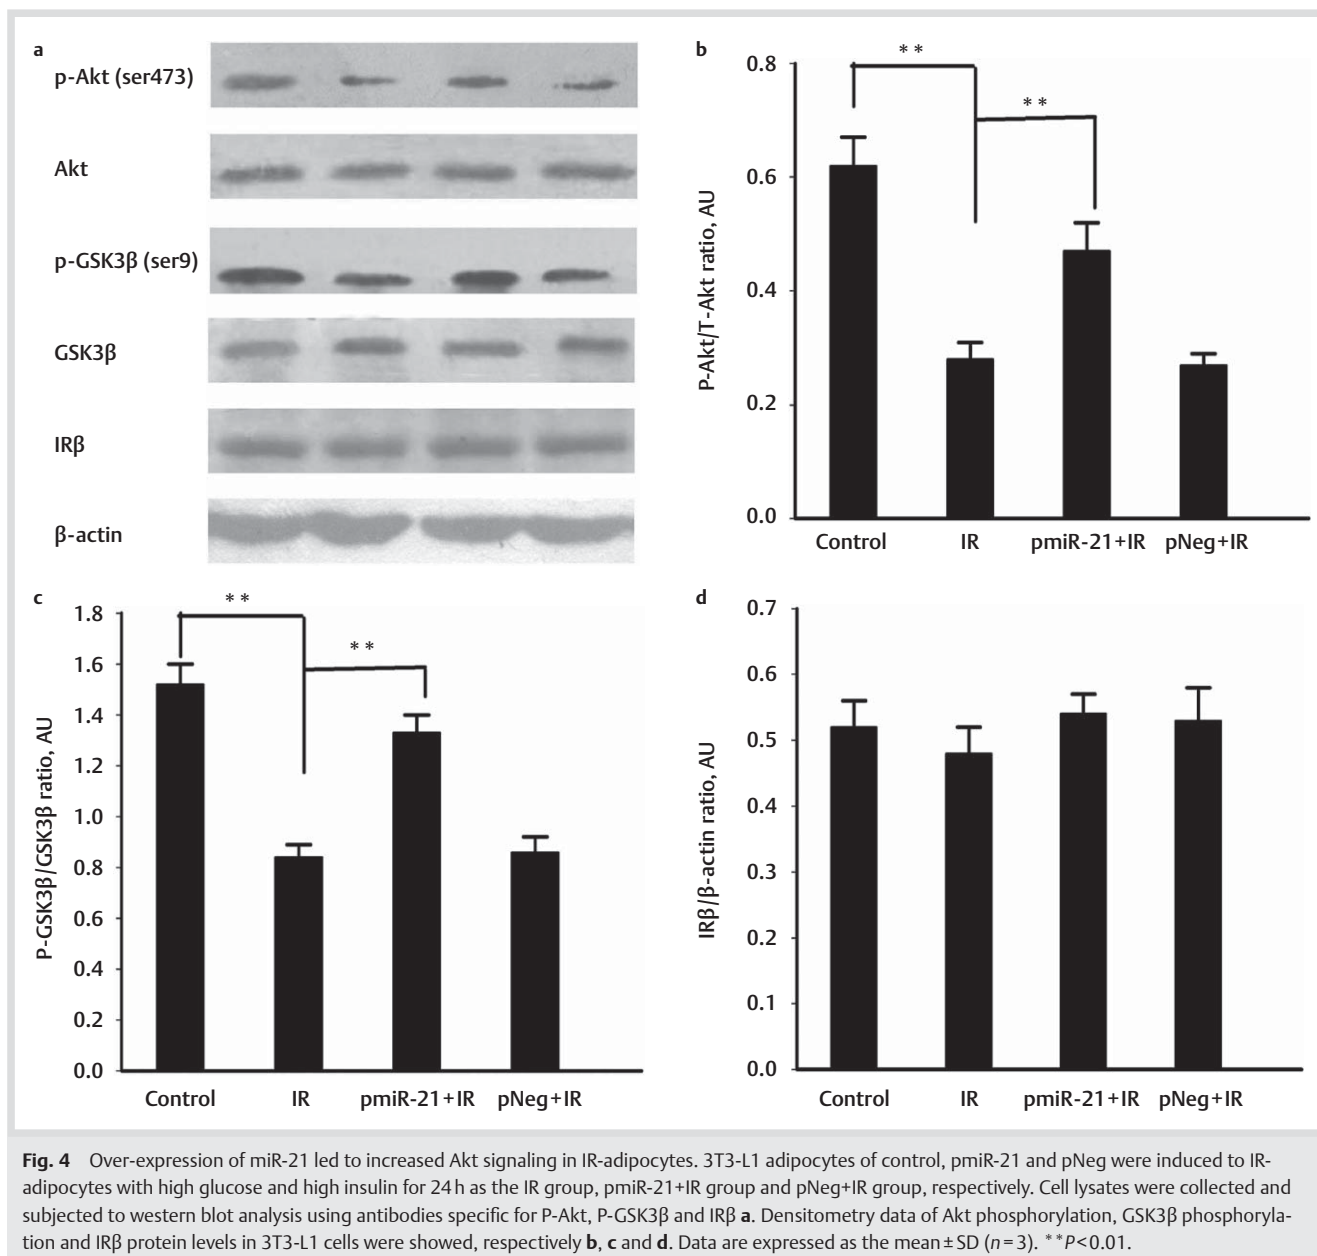 a
p-Akt (ser473)
Akt
p-GSK3β (ser9)
GSK3β
IRβ
β-actin
b
**
**
0.8
0.6
0.4
0.2
0.0
P-Akt/T-Akt ratio, AU
Control IR pmiR-21+IR pNeg+IR
c
**
**
1.8
1.6
1.4
1.2
1.0
0.8
0.6
0.4
0.2
0.0
P-GSK3β/GSK3β ratio, AU
Control IR pmiR-21+IR pNeg+IR
d
0.7
0.6
0.5
0.4
0.3
0.2
0.1
0.0
IRβ/β-actin ratio, AU
Control IR pmiR-21+IR pNeg+IR
Fig. 4 Over-expression of miR-21 led to increased Akt signaling in IR-adipocytes. 3T3-L1 adipocytes of control, pmiR-21 and pNeg were induced to IR-
adipocytes with high glucose and high insulin for 24 h as the IR group, pmiR-21+IR group and pNeg+IR group, respectively. Cell lysates were collected and
subjected to western blot analysis using antibodies specific for P-Akt, P-GSK3β and IRβ a. Densitometry data of Akt phosphorylation, GSK3β phosphoryla-
tion and IRβ protein levels in 3T3-L1 cells were showed, respectively b, c and d. Data are expressed as the mean ± SD (n = 3). **P < 0.01.